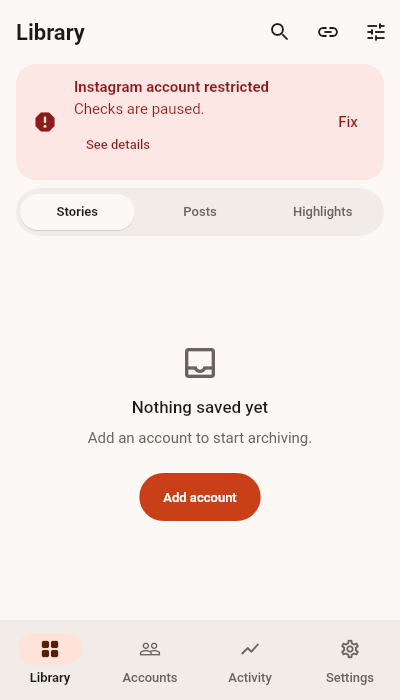 Library
Instagram account restricted
Checks are paused.
See details
Fix
Stories
Posts
Highlights
Nothing saved yet
Add an account to start archiving.
Add account
Library
Accounts
Activity
Settings